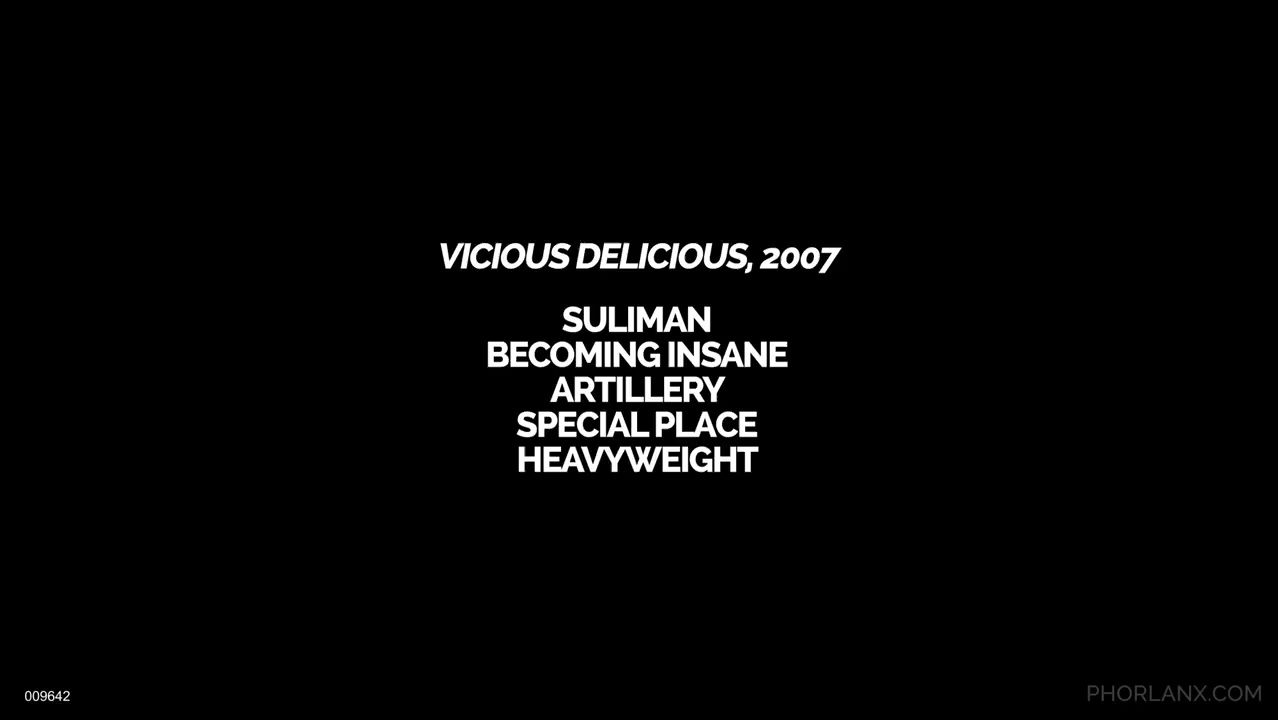 VICIOUS DELICIOUS, 2007
SULIMAN
BECOMING INSANE
ARTILLERY
SPECIAL PLACE
HEAVYWEIGHT
009642
PHORLANX.COM